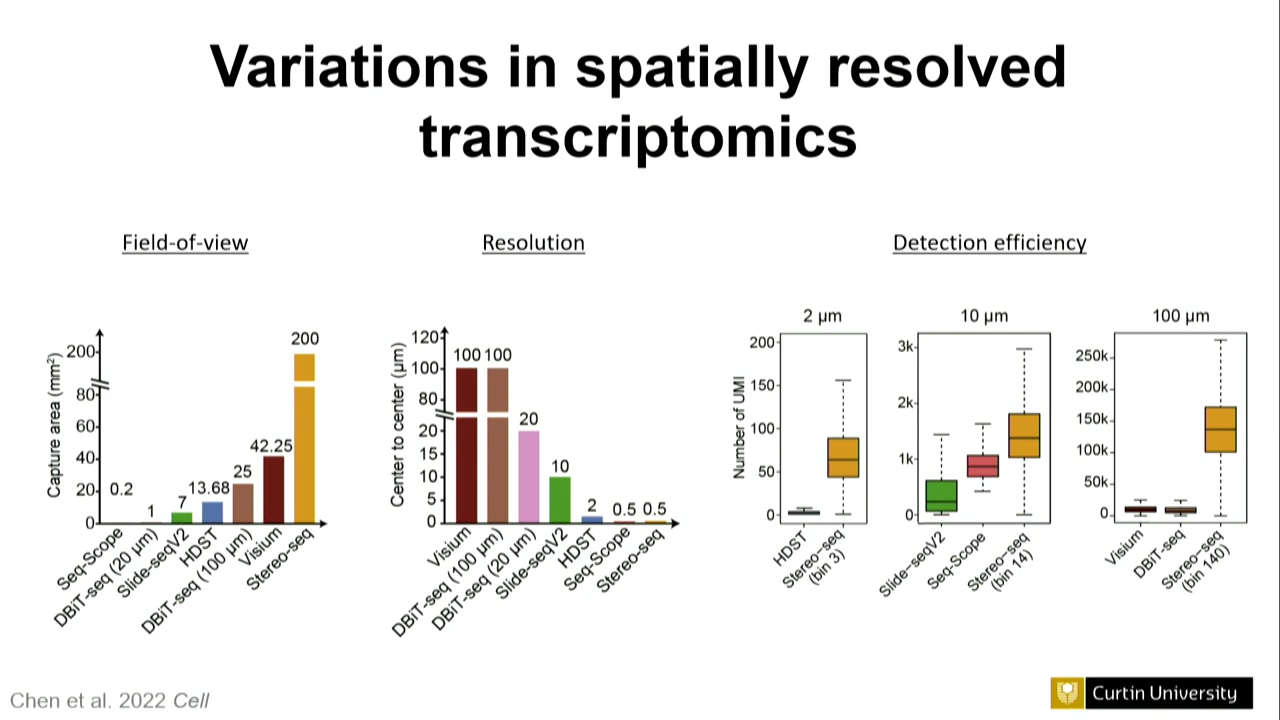 Variations in spatially resolved
transcriptomics
Field-of-view
Capture area (mm²)
200
80
60
40
20
0
0.2
1
7
13.68
25
42.25
200
Seq-Scope
DBiT-seq (20 µm)
Slide-seqV2
HDST
DBiT-seq (100 µm)
Visium
Stereo-seq
Resolution
Center to center (µm)
120
100
80
20
15
10
5
0
100
100
20
10
2
0.5
0.5
Visium
DBiT-seq (100 µm)
DBiT-seq (20 µm)
Slide-seqV2
HDST
Seq-Scope
Stereo-seq
Detection efficiency
Number of UMI
2 µm
200
150
100
50
0
HDST
Stereo−seq
(bin 3)
10 µm
3k
2k
1k
0
Slide−seqV2
Seq-Scope
Stereo−seq
(bin 14)
100 µm
250k
200k
150k
100k
50k
0
Visium
DBiT-seq
Stereo−seq
(bin 140)
Chen et al. 2022 Cell
Curtin University